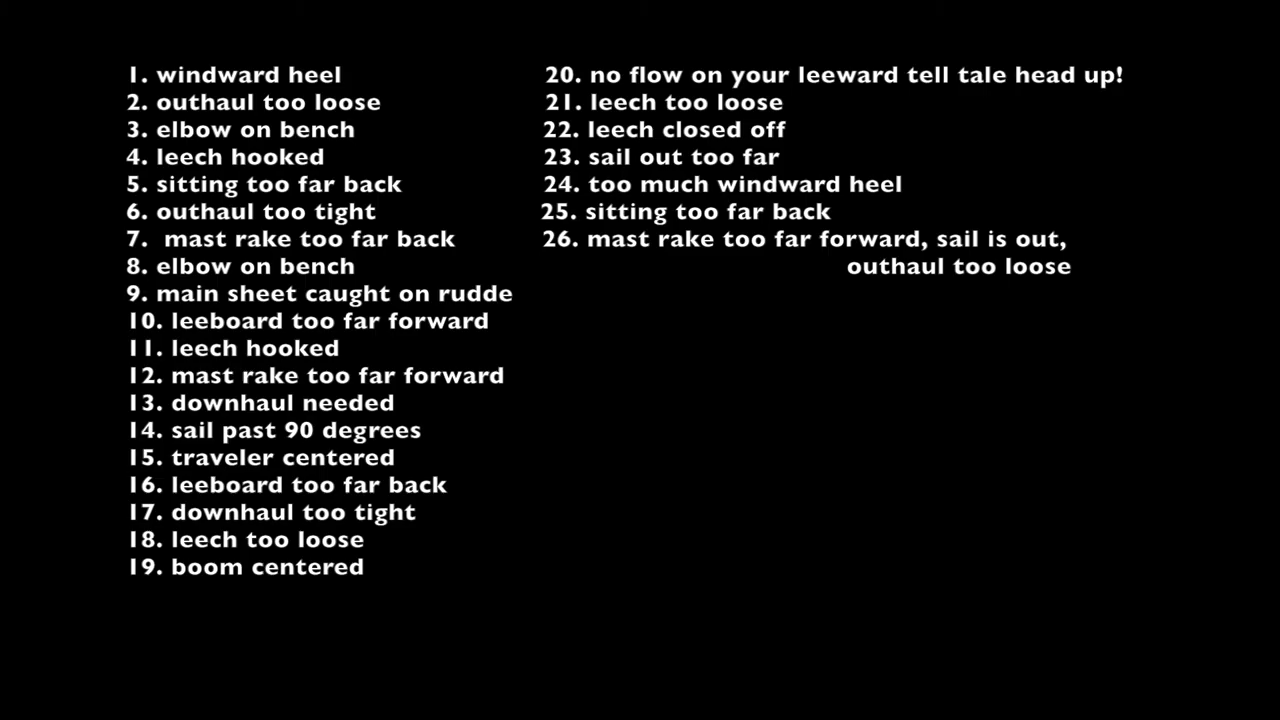 1. windward heel
2. outhaul too loose
3. elbow on bench
4. leech hooked
5. sitting too far back
6. outhaul too tight
7. mast rake too far back
8. elbow on bench
9. main sheet caught on rudde
10. leeboard too far forward
11. leech hooked
12. mast rake too far forward
13. downhaul needed
14. sail past 90 degrees
15. traveler centered
16. leeboard too far back
17. downhaul too tight
18. leech too loose
19. boom centered
20. no flow on your leeward tell tale head up!
21. leech too loose
22. leech closed off
23. sail out too far
24. too much windward heel
25. sitting too far back
26. mast rake too far forward, sail is out,
outhaul too loose